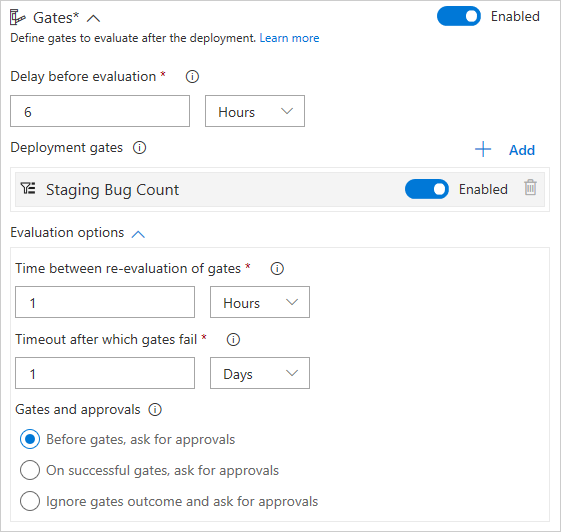 Gates* Enabled
Define gates to evaluate after the deployment. Learn more
Delay before evaluation *
6 Hours
Deployment gates Add
Staging Bug Count Enabled
Evaluation options
Time between re-evaluation of gates *
1 Hours
Timeout after which gates fail *
1 Days
Gates and approvals
Before gates, ask for approvals
On successful gates, ask for approvals
Ignore gates outcome and ask for approvals